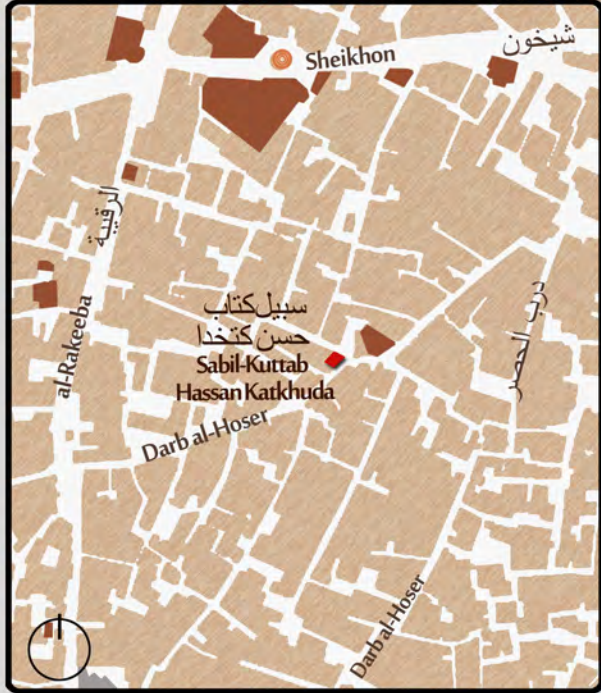 شيخون
Sheikhon
الرقيبة
al-Rakeeba
سبيل كتاب
حسن كتخدا
Sabil-Kuttab
Hassan Katkhuda
درب الحصر
Darb al-Hoser
Darb al-Hoser